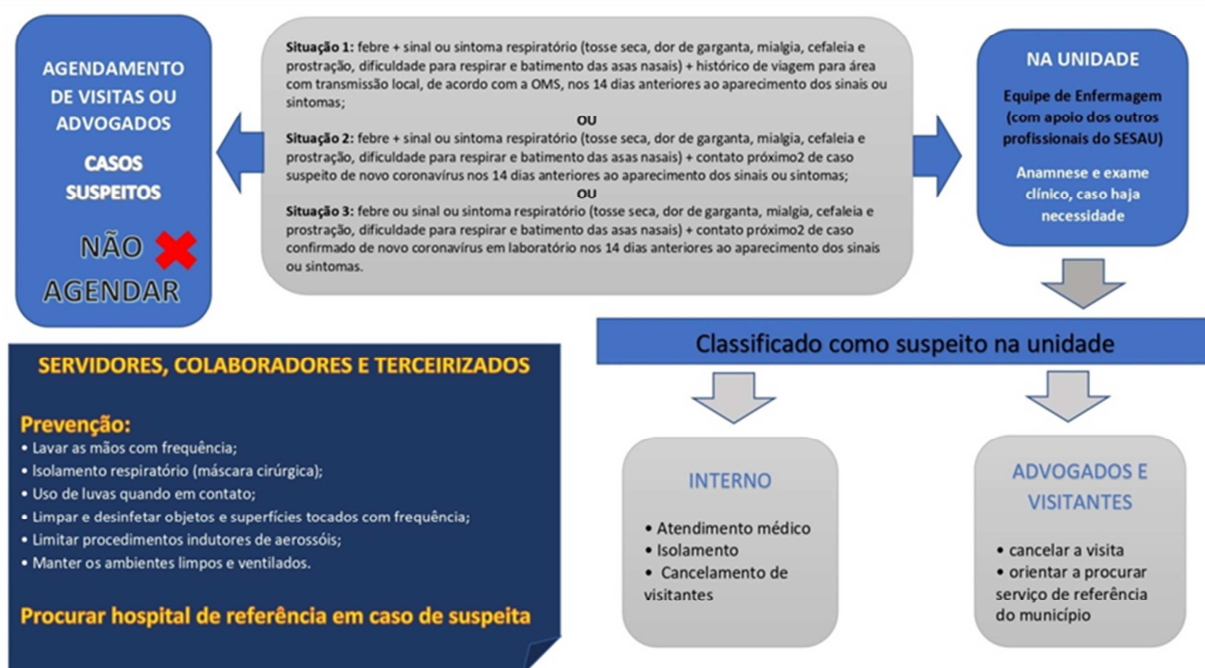 AGENDAMENTO
DE VISITAS OU
ADVOGADOS
CASOS
SUSPEITOS
NÃO
AGENDAR
Situação 1: febre + sinal ou sintoma respiratório (tosse seca, dor de garganta, mialgia, cefaleia e
prostração, dificuldade para respirar e batimento das asas nasais) + histórico de viagem para área
com transmissão local, de acordo com a OMS, nos 14 dias anteriores ao aparecimento dos sinais ou
sintomas;
OU
Situação 2: febre + sinal ou sintoma respiratório (tosse seca, dor de garganta, mialgia, cefaleia e
prostração, dificuldade para respirar e batimento das asas nasais) + contato próximo2 de caso
suspeito de novo coronavírus nos 14 dias anteriores ao aparecimento dos sinais ou sintomas;
OU
Situação 3: febre ou sinal ou sintoma respiratório (tosse seca, dor de garganta, mialgia, cefaleia e
prostração, dificuldade para respirar e batimento das asas nasais) + contato próximo2 de caso
confirmado de novo coronavírus em laboratório nos 14 dias anteriores ao aparecimento dos sinais
ou sintomas.
NA UNIDADE
Equipe de Enfermagem
(com apoio dos outros
profissionais do SESAU)
Anamnese e exame
clínico, caso haja
necessidade
Classificado como suspeito na unidade
SERVIDORES, COLABORADORES E TERCEIRIZADOS
Prevenção:
• Lavar as mãos com frequência;
• Isolamento respiratório (máscara cirúrgica);
• Uso de luvas quando em contato;
• Limpar e desinfetar objetos e superfícies tocados com frequência;
• Limitar procedimentos indutores de aerossóis;
• Manter os ambientes limpos e ventilados.
Procurar hospital de referência em caso de suspeita
INTERNO
• Atendimento médico
• Isolamento
• Cancelamento de
visitantes
ADVOGADOS E
VISITANTES
• cancelar a visita
• orientar a procurar
serviço de referência
do município